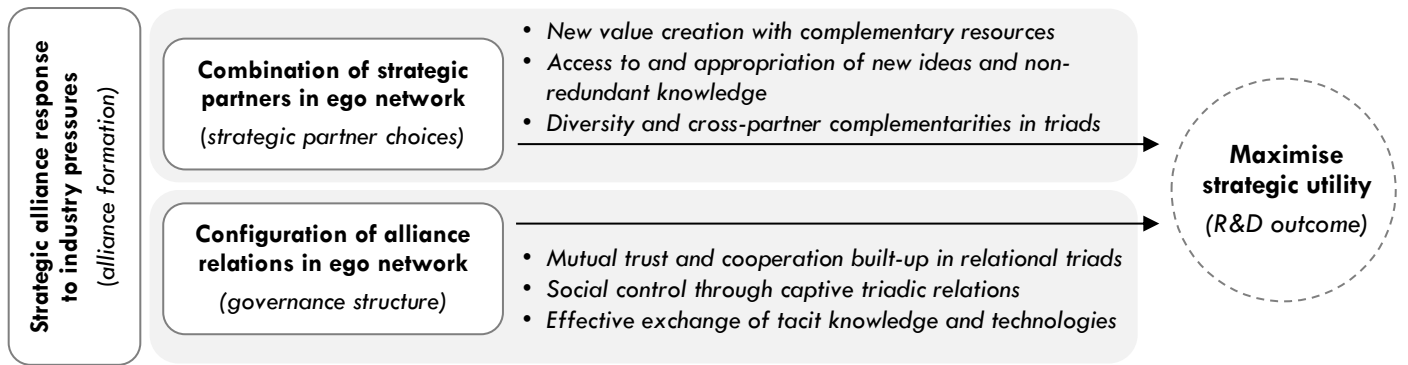 Strategic alliance response
to industry pressures
(alliance formation)
Combination of strategic
partners in ego network
(strategic partner choices)
• New value creation with complementary resources
• Access to and appropriation of new ideas and non-
redundant knowledge
• Diversity and cross-partner complementarities in triads
Configuration of alliance
relations in ego network
(governance structure)
• Mutual trust and cooperation built-up in relational triads
• Social control through captive triadic relations
• Effective exchange of tacit knowledge and technologies
Maximise
strategic utility
(R&D outcome)